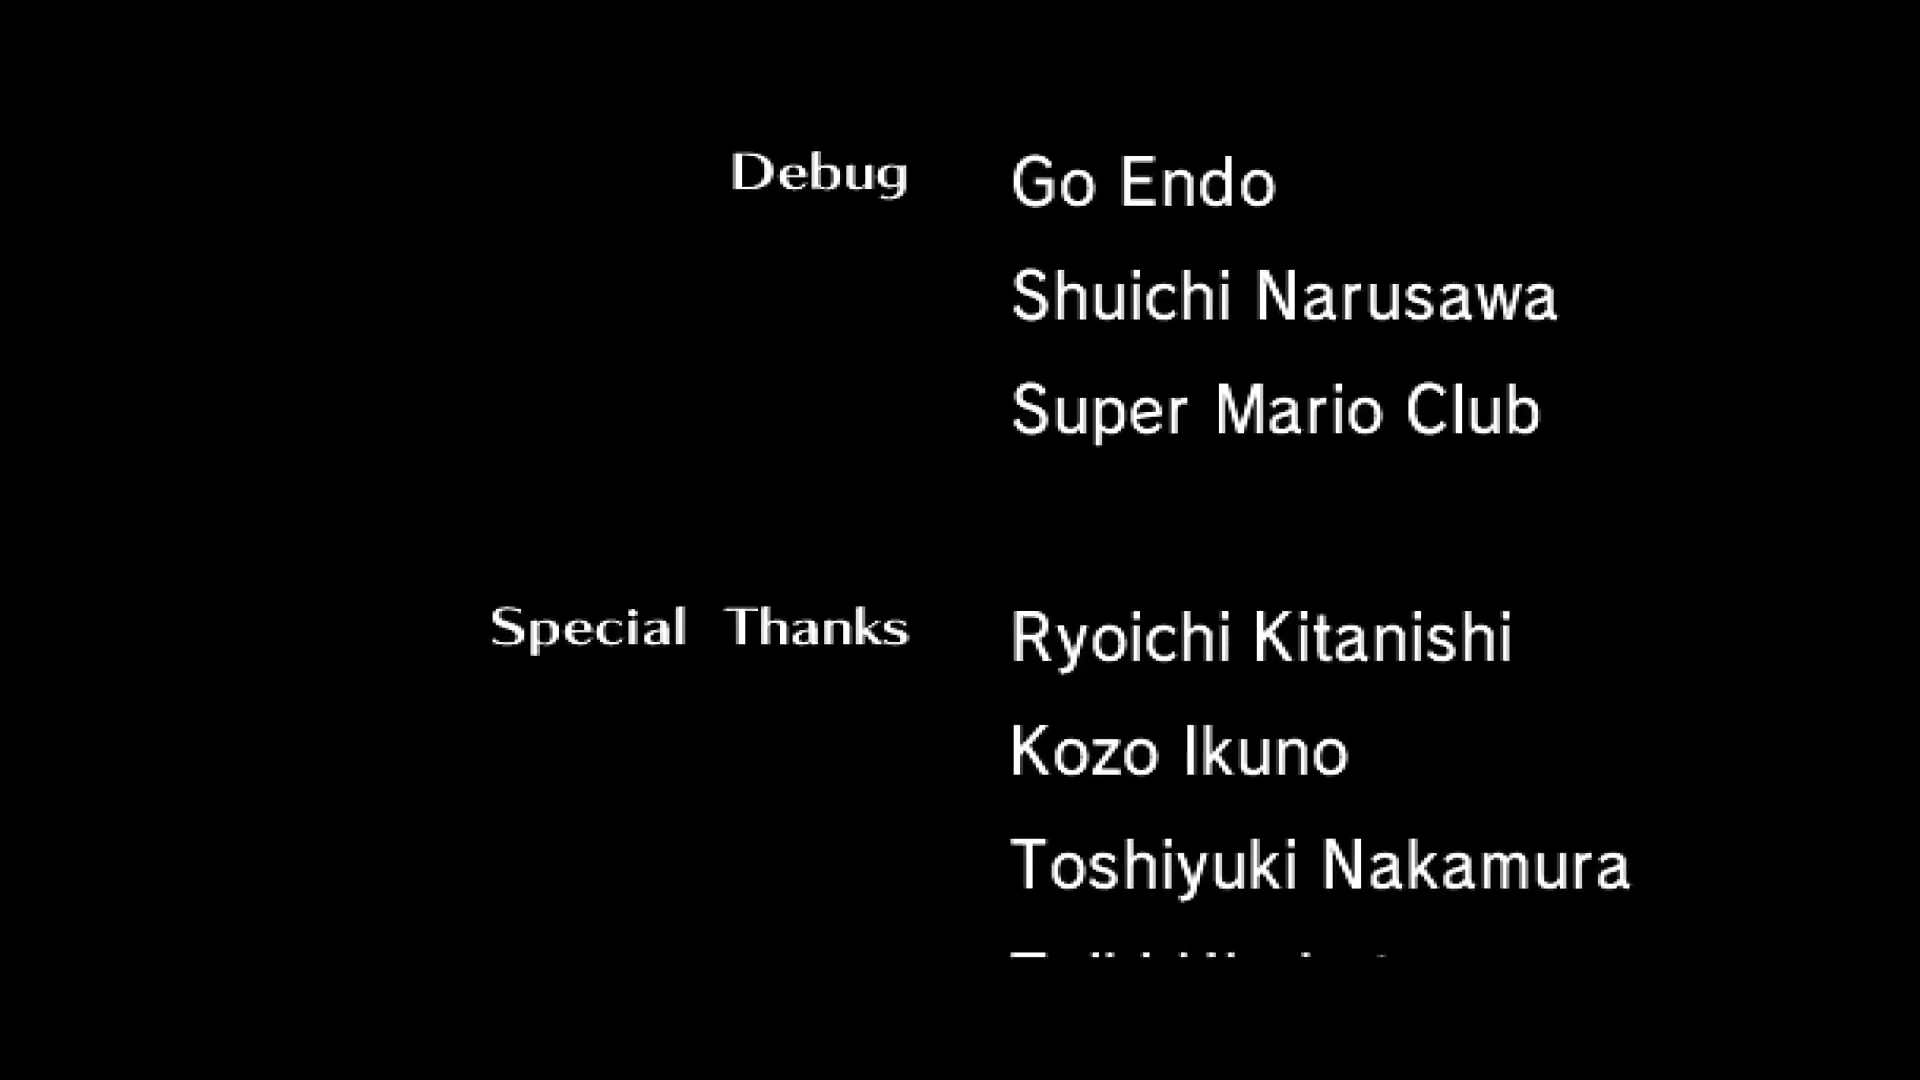 Debug Go Endo
Shuichi Narusawa
Super Mario Club
Special Thanks Ryoichi Kitanishi
Kozo Ikuno
Toshiyuki Nakamura